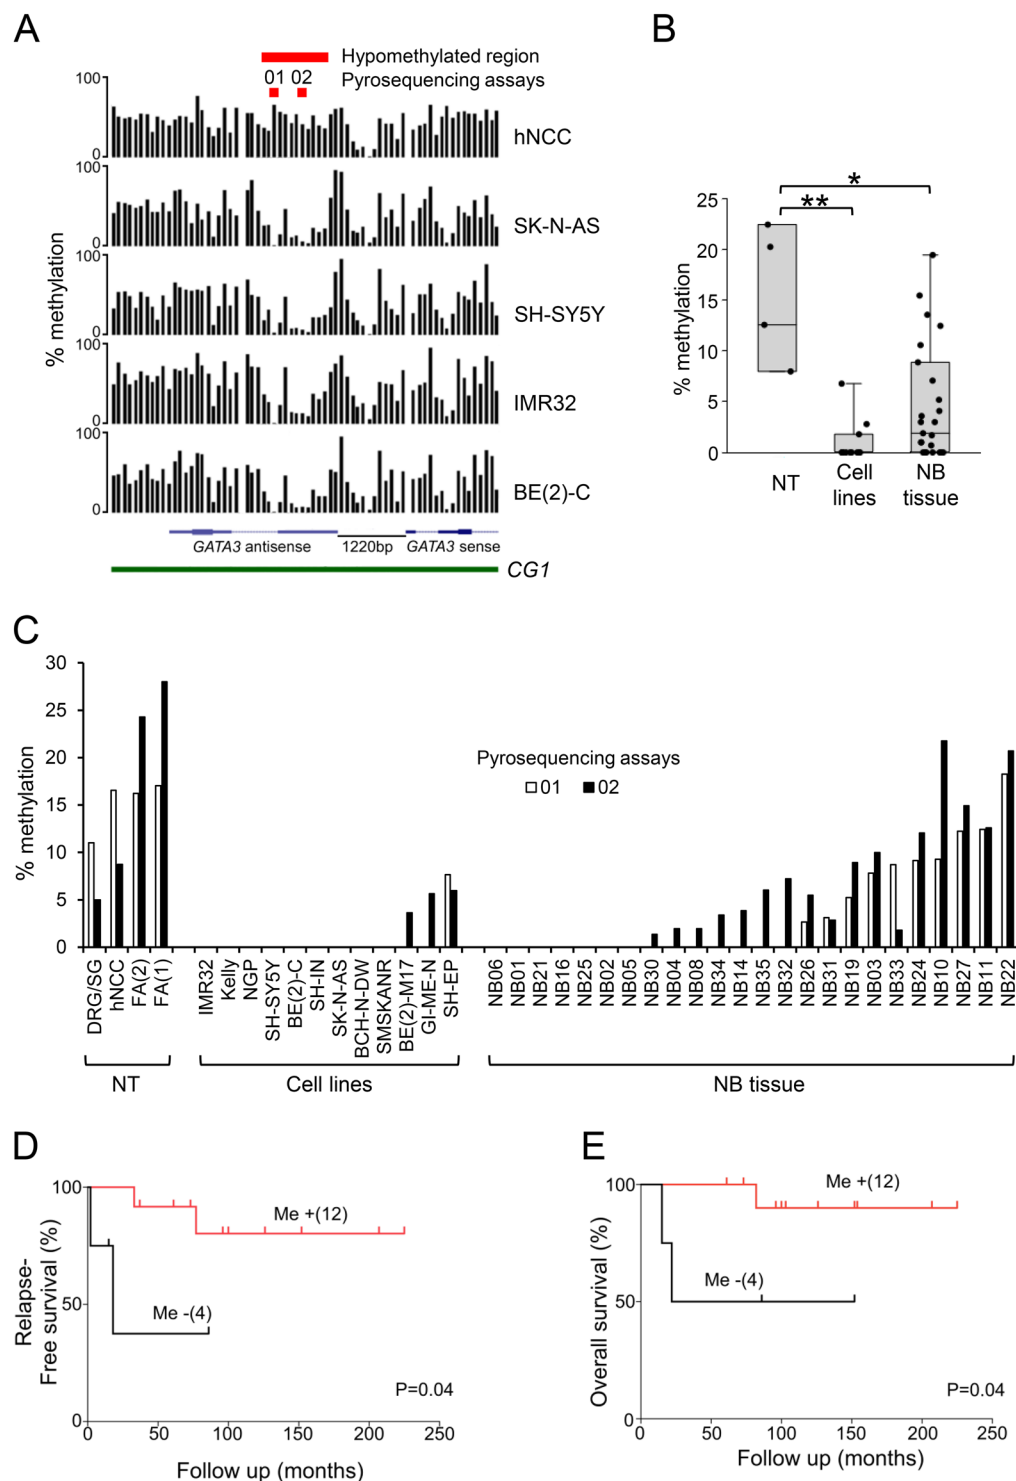 A
Hypomethylated region
01 02 Pyrosequencing assays
100
hNCC
0
100
SK-N-AS
0
100
SH-SY5Y
0
100
IMR32
0
100
BE(2)-C
0
% methylation
GATA3 antisense 1220bp GATA3 sense
CG1
B
*
**
25
20
15
10
5
0
% methylation
NT Cell lines NB tissue
C
30
25
20
15
10
5
0
% methylation
Pyrosequencing assays
01 02
DRG/SG
hNCC
FA(2)
FA(1)
IMR32
Kelly
NGP
SH-SY5Y
BE(2)-C
SH-IN
SK-N-AS
BCH-N-DW
SMSKANR
BE(2)-M17
GI-ME-N
SH-EP
NB06
NB01
NB21
NB16
NB25
NB02
NB05
NB30
NB04
NB08
NB34
NB14
NB35
NB32
NB26
NB31
NB19
NB03
NB33
NB24
NB10
NB27
NB11
NB22
NT Cell lines NB tissue
D
100
50
0
Relapse-
Free survival (%)
Me +(12)
Me -(4)
P=0.04
0 50 100 150 200 250
Follow up (months)
E
100
50
0
Overall survival (%)
Me +(12)
Me -(4)
P=0.04
0 50 100 150 200 250
Follow up (months)